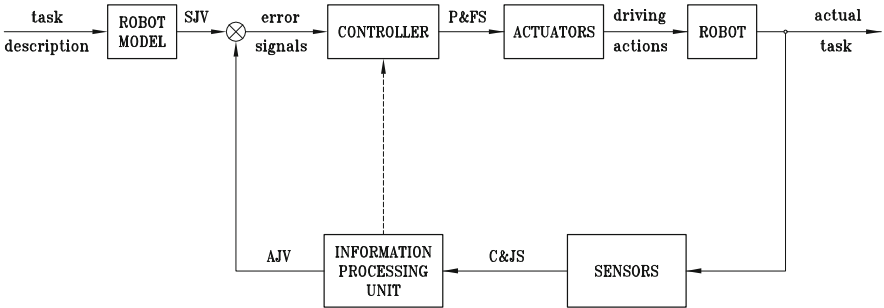 task
description
ROBOT
MODEL
SJV
error
signals
CONTROLLER
P&FS
ACTUATORS
driving
actions
ROBOT
actual
task
AJV
INFORMATION
PROCESSING
UNIT
C&JS
SENSORS